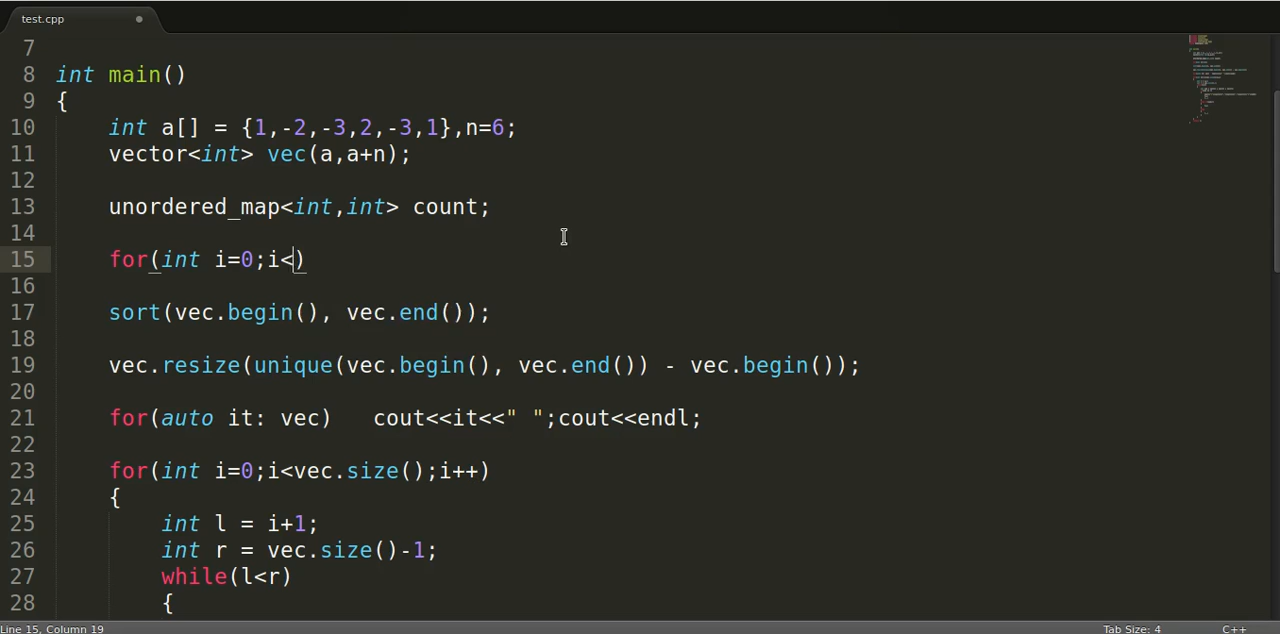 test.cpp
7
8 int main()
9 {
10 int a[] = {1,-2,-3,2,-3,1},n=6;
11 vector<int> vec(a,a+n);
12
13 unordered_map<int,int> count;
14
15 for(int i=0;i<)
16
17 sort(vec.begin(), vec.end());
18
19 vec.resize(unique(vec.begin(), vec.end()) - vec.begin());
20
21 for(auto it: vec)   cout<<it<<" ";cout<<endl;
22
23 for(int i=0;i<vec.size();i++)
24 {
25 int l = i+1;
26 int r = vec.size()-1;
27 while(l<r)
28 {
Line 15, Column 19 Tab Size: 4 C++